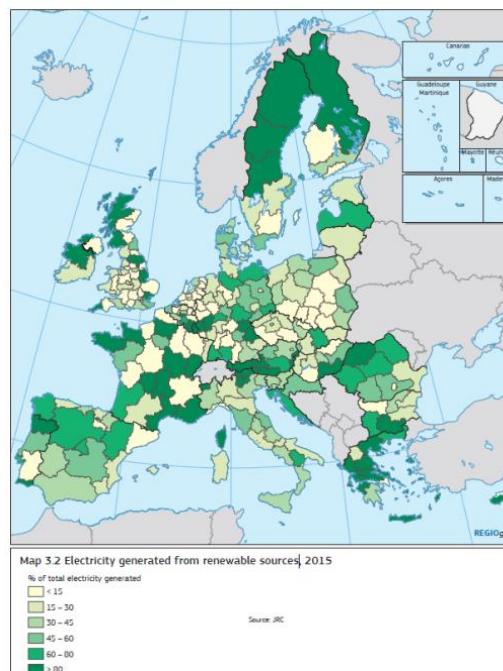 Canarias
Guadeloupe
Martinique
Guyane
Mayotte
Açores
REGIO
Map 3.2 Electricity generated from renewable sources, 2015
% of total electricity generated
< 15
15 - 30
30 - 45
45 - 60
60 - 80
> 80
Source: JRC